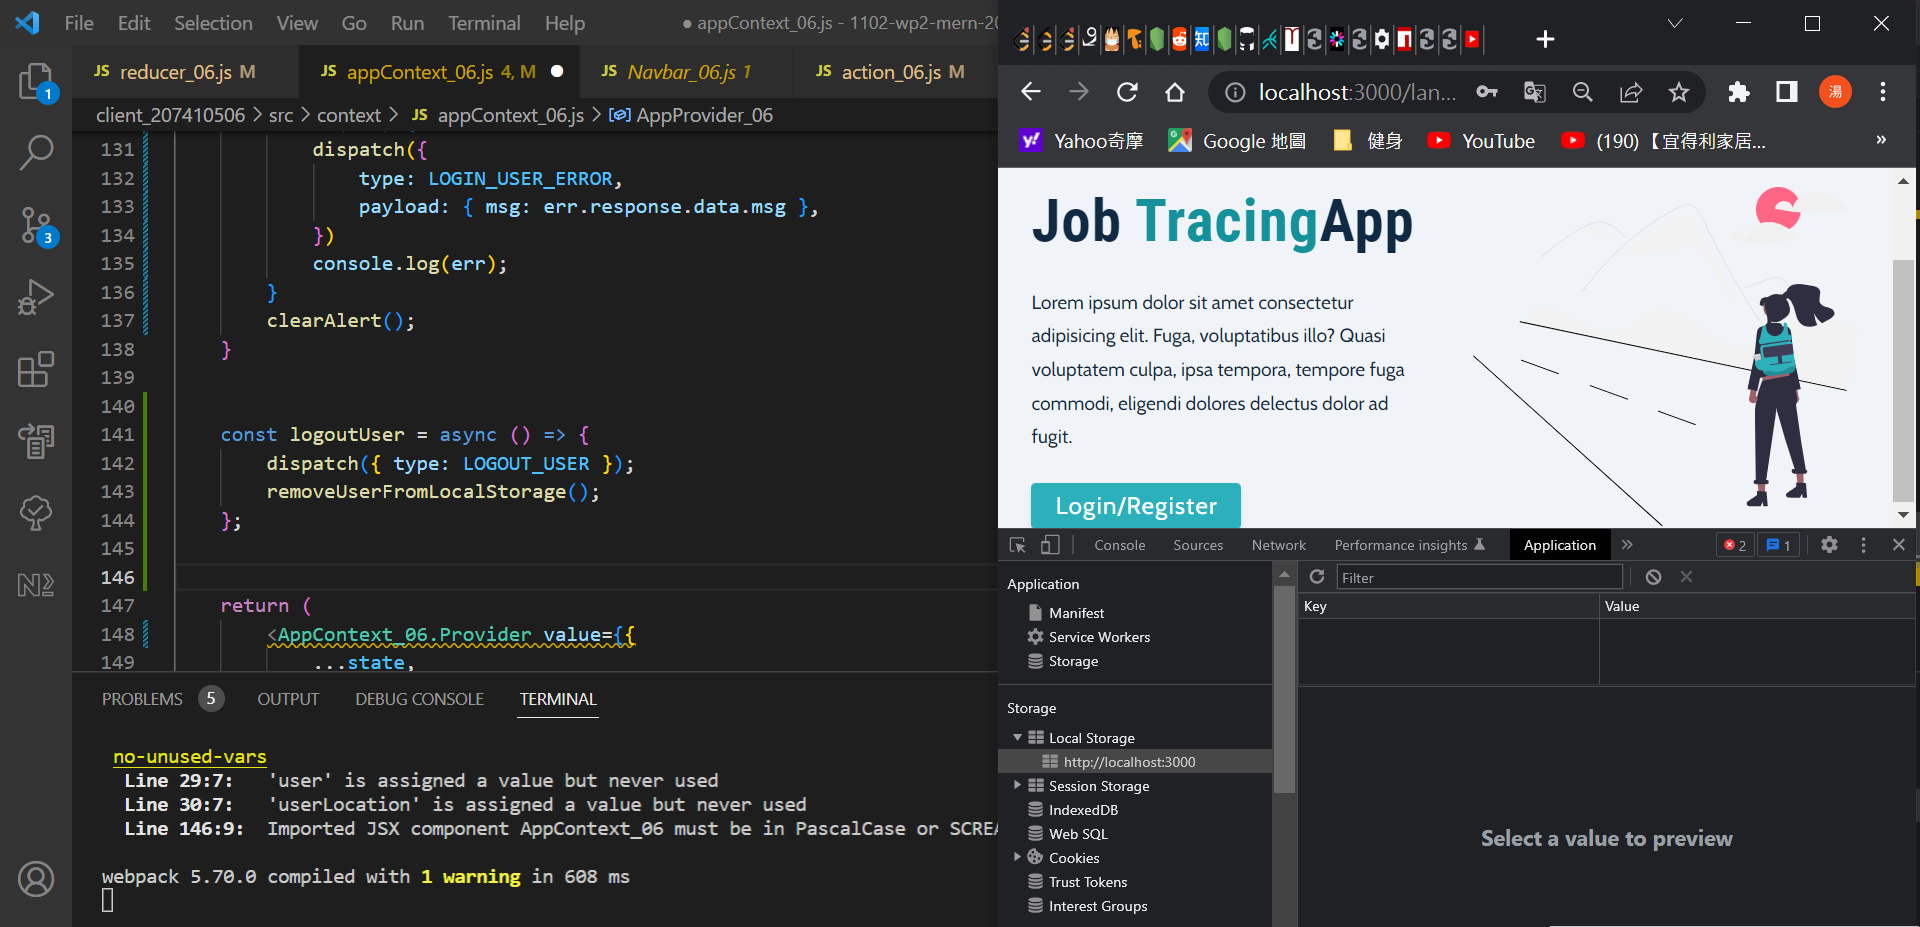 File Edit Selection View Go Run Terminal Help
● appContext_06.js - 1102-wp2-mern-20
JS reducer_06.js M
JS appContext_06.js 4, M ●
JS Navbar_06.js 1
JS action_06.js M
client_207410506 > src > context > JS appContext_06.js > AppProvider_06
1
3
131 dispatch({
132 type: LOGIN_USER_ERROR,
133 payload: { msg: err.response.data.msg },
134 })
135 console.log(err);
136 }
137 clearAlert();
138 }
139
140
141 const logoutUser = async () => {
142 dispatch({ type: LOGOUT_USER });
143 removeUserFromLocalStorage();
144 };
145
146
147 return (
148 <AppContext_06.Provider value={{
149 ...state,
PROBLEMS 5 OUTPUT DEBUG CONSOLE TERMINAL
no-unused-vars
Line 29:7: 'user' is assigned a value but never used
Line 30:7: 'userLocation' is assigned a value but never used
Line 146:9: Imported JSX component AppContext_06 must be in PascalCase or SCREA
webpack 5.70.0 compiled with 1 warning in 608 ms
localhost:3000/lan...
湯
Yahoo奇摩
Google 地圖
健身
YouTube
(190)【宜得利家居...
»
Job TracingApp
Lorem ipsum dolor sit amet consectetur
adipisicing elit. Fuga, voluptatibus illo? Quasi
voluptatem culpa, ipsa tempora, tempore fuga
commodi, eligendi dolores delectus dolor ad
fugit.
Login/Register
Console Sources Network Performance insights Application » 2 1
Application
Manifest
Service Workers
Storage
Storage
Local Storage
http://localhost:3000
Session Storage
IndexedDB
Web SQL
Cookies
Trust Tokens
Interest Groups
Filter
Key Value
Select a value to preview